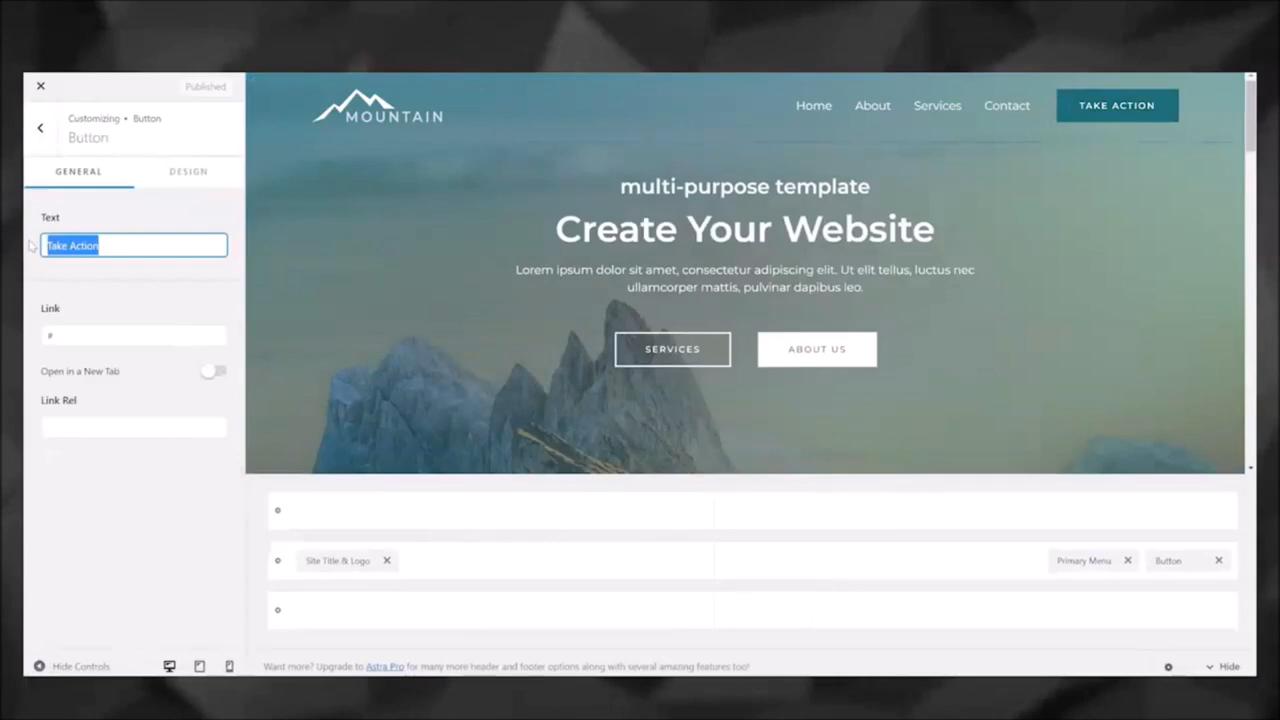 Published
Customizing • Button
Button
GENERAL DESIGN
Text
Take Action
Link
#
Open in a New Tab
Link Rel
Hide Controls
MOUNTAIN
Home About Services Contact TAKE ACTION
multi-purpose template
Create Your Website
Lorem ipsum dolor sit amet, consectetur adipiscing elit. Ut elit tellus, luctus nec
ullamcorper mattis, pulvinar dapibus leo.
SERVICES ABOUT US
Site Title & Logo Primary Menu Button
Want more? Upgrade to Astra Pro for many more header and footer options along with several amazing features too!
Hide